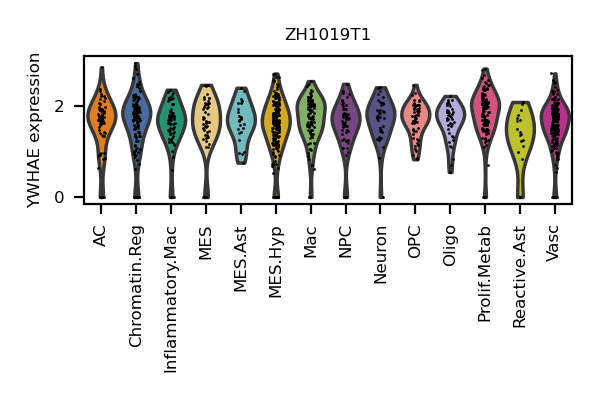 ZH1019T1
YWHAE expression
2
0
AC
Chromatin.Reg
Inflammatory.Mac
MES
MES.Ast
MES.Hyp
Mac
NPC
Neuron
OPC
Oligo
Prolif.Metab
Reactive.Ast
Vasc